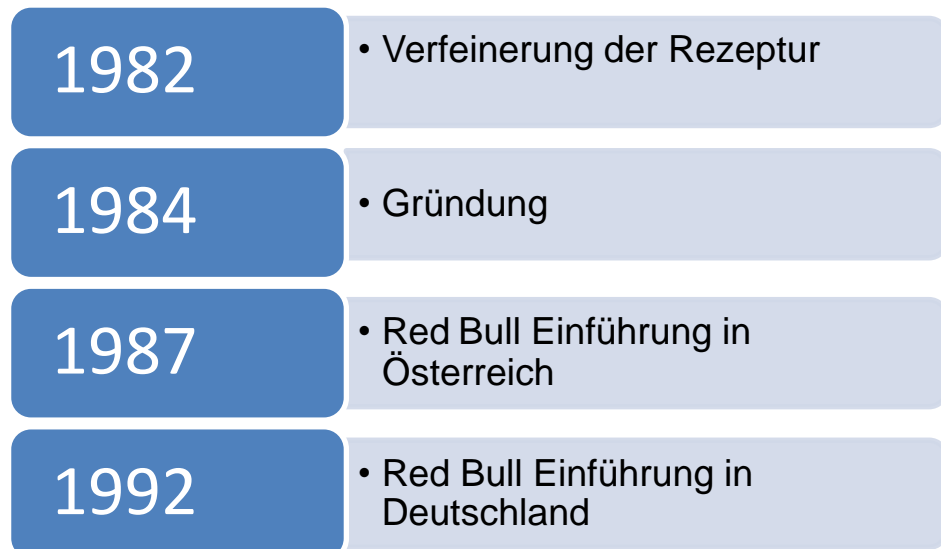 1982
• Verfeinerung der Rezeptur
1984
• Gründung
1987
• Red Bull Einführung in
Österreich
1992
• Red Bull Einführung in
Deutschland